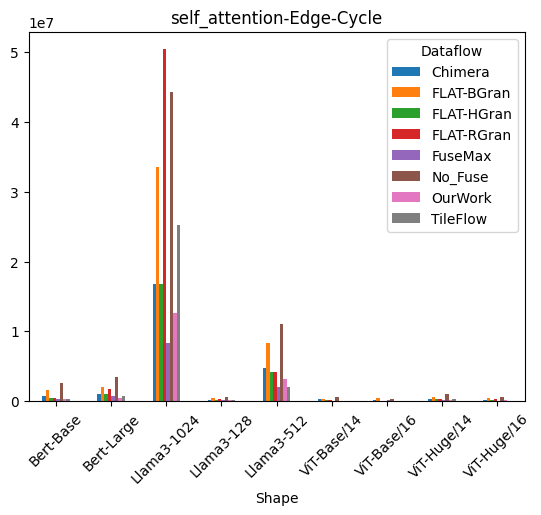 self_attention-Edge-Cycle
1e7
5
4
3
2
1
0
Dataflow
Chimera
FLAT-BGran
FLAT-HGran
FLAT-RGran
FuseMax
No_Fuse
OurWork
TileFlow
Bert-Base
Bert-Large
Llama3-1024
Llama3-128
Llama3-512
ViT-Base/14
ViT-Base/16
ViT-Huge/14
ViT-Huge/16
Shape